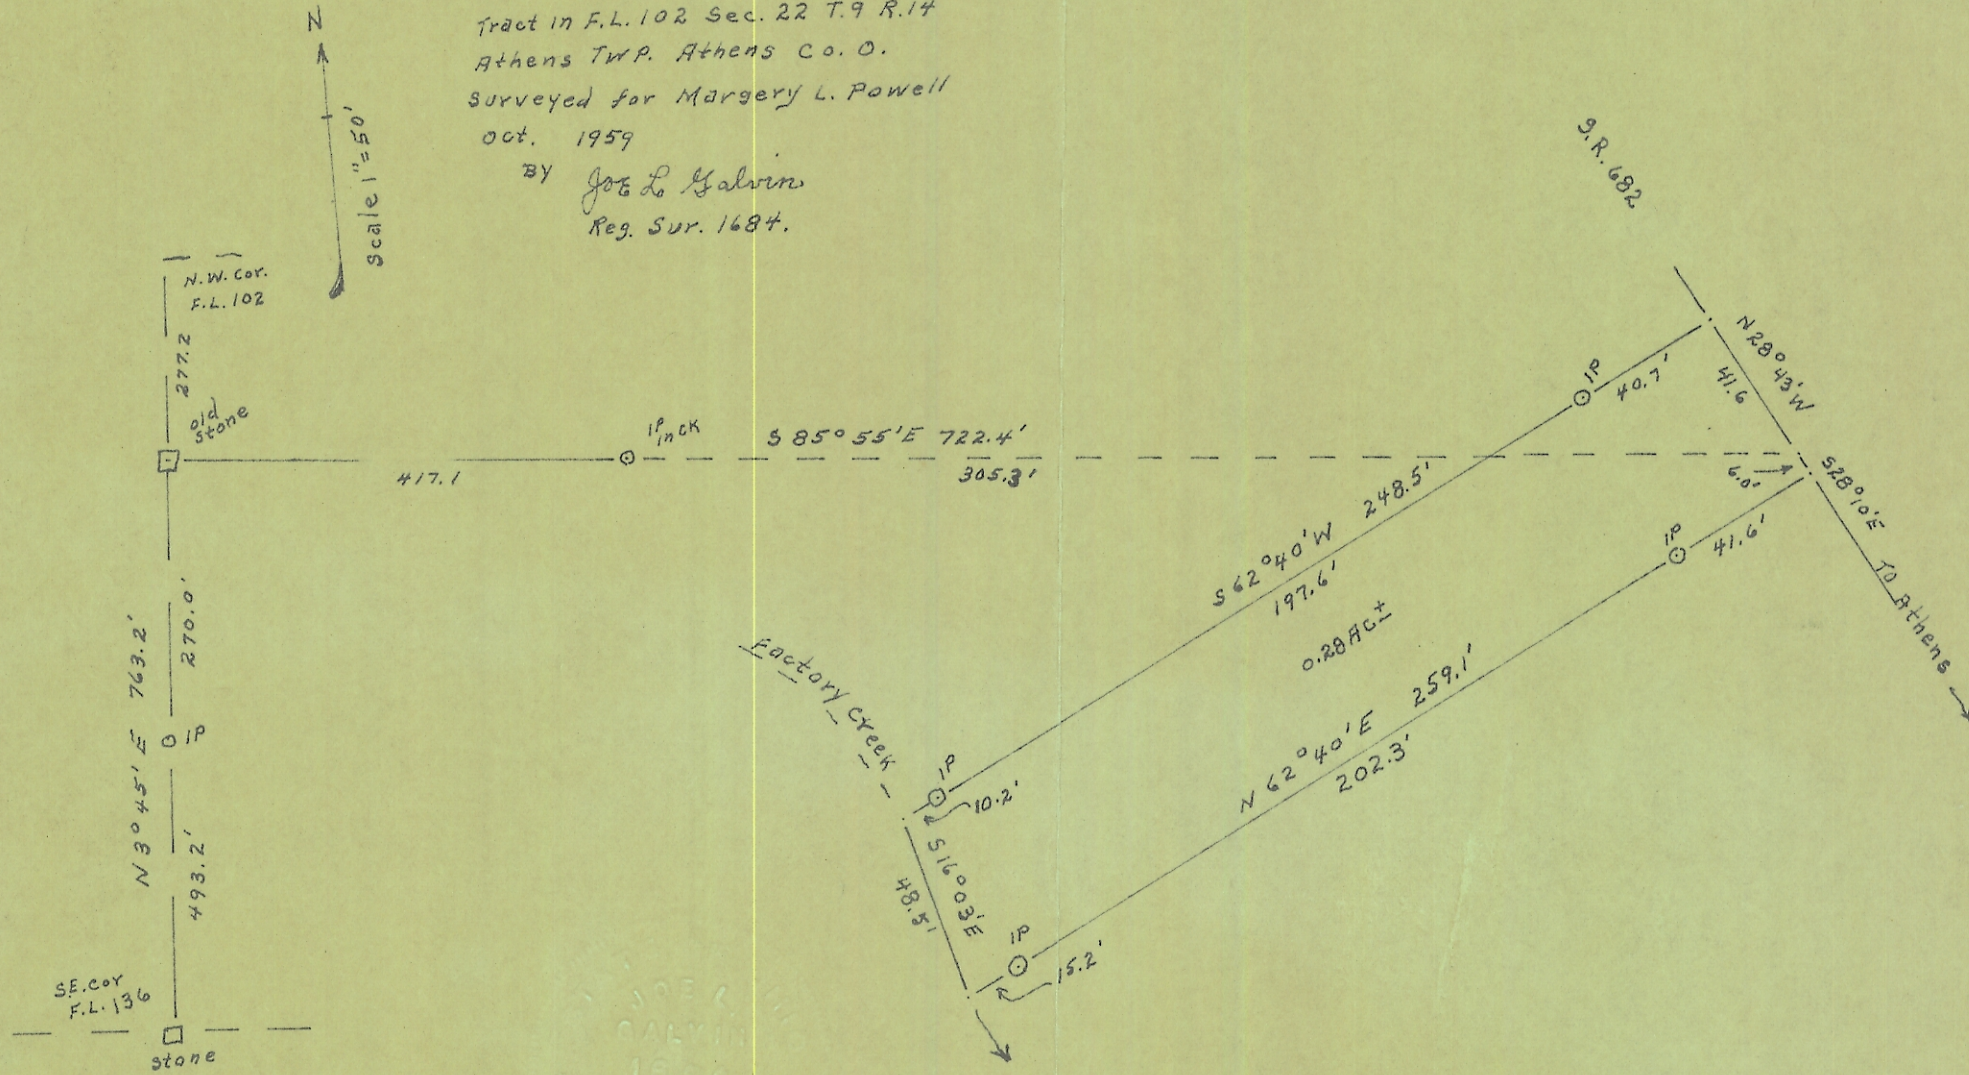 N
Scale 1"=50'
Tract in F.L. 102 Sec. 22 T.9 R.14
Athens Twp. Athens Co. O.
Surveyed for Margery L. Powell
Oct. 1959
BY Joe L Galvin
Reg. Sur. 1684.
S.R. 682
N.W. Cor.
F.L. 102
277.2
old
stone
417.1
IP in CK
S 85° 55' E 722.4'
305.3'
IP
40.7'
N 28° 43' W
41.6
6.0'
S 28° 10' E
To Athens
IP
41.6'
S 62° 40' W 248.5'
197.6'
0.28 Ac ±
N 62° 40' E 259.1'
202.3'
Factory Creek
IP
10.2'
S 16° 03' E
48.5'
IP
15.2'
N 3° 45' E 763.2'
270.0'
IP
493.2'
SE. Cor
F.L. 136
stone